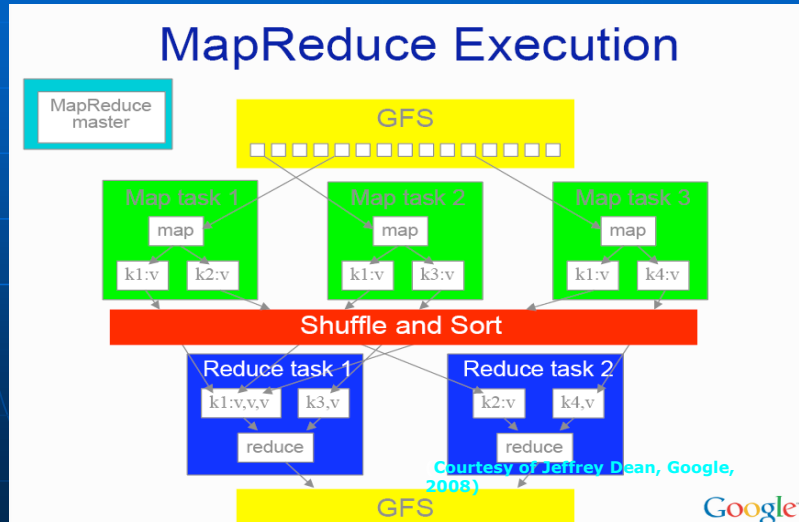 MapReduce Execution
MapReduce
master
GFS
Map task 1
Map task 2
Map task 3
map
map
map
k1:v
k2:v
k1:v
k3:v
k1:v
k4:v
Shuffle and Sort
Reduce task 1
Reduce task 2
k1:v,v,v
k3,v
k2:v
k4,v
reduce
reduce
Courtesy of Jeffrey Dean, Google,
2008)
GFS
Google